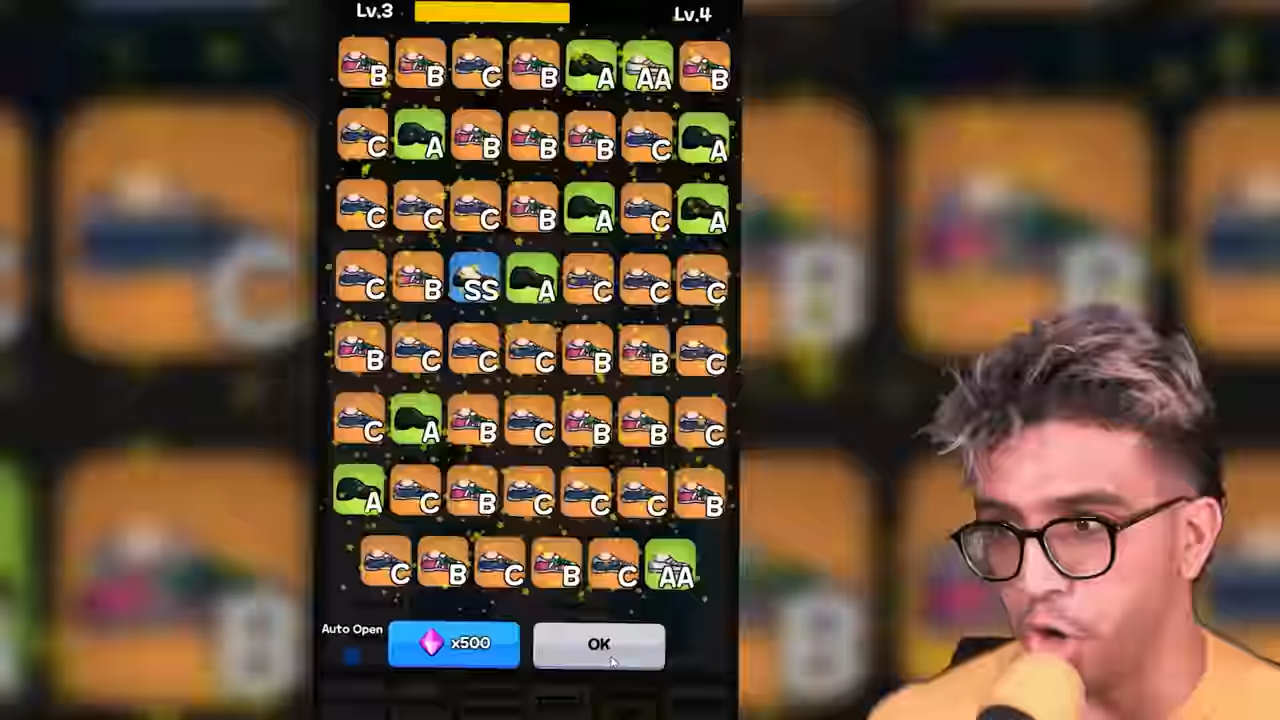 Lv.3 Lv.4
B B C B A AA B
C A B B B C A
C C C B A C A
C B SS A C C C
B C C C B B C
C A B C B B C
A C B C C C B
C B C B C AA
Auto Open x500 OK